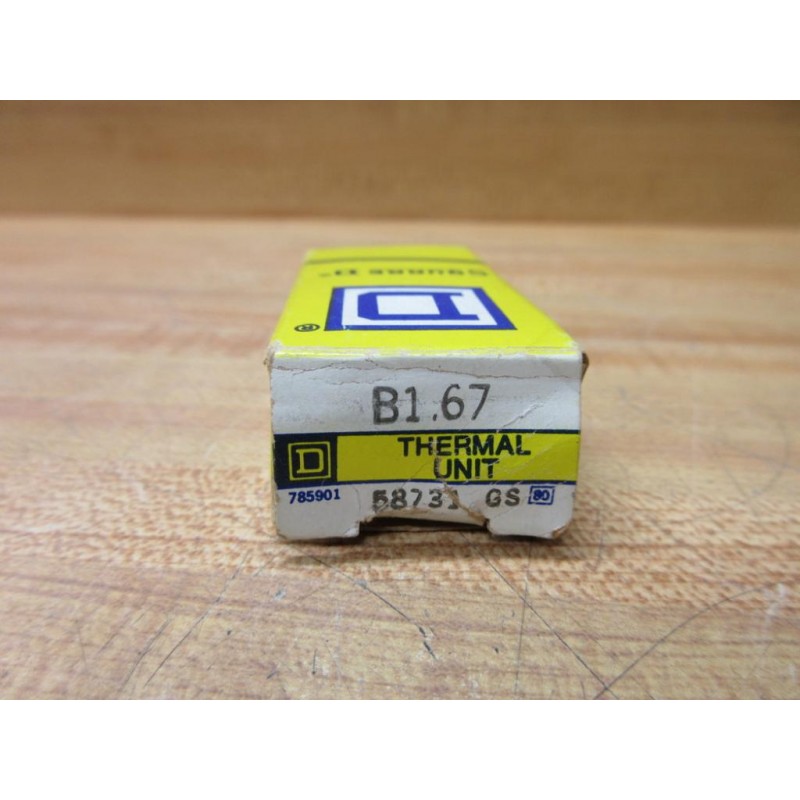 SQUARE D
D
®
B1.67
D THERMAL
UNIT
785901 58731 GS 80